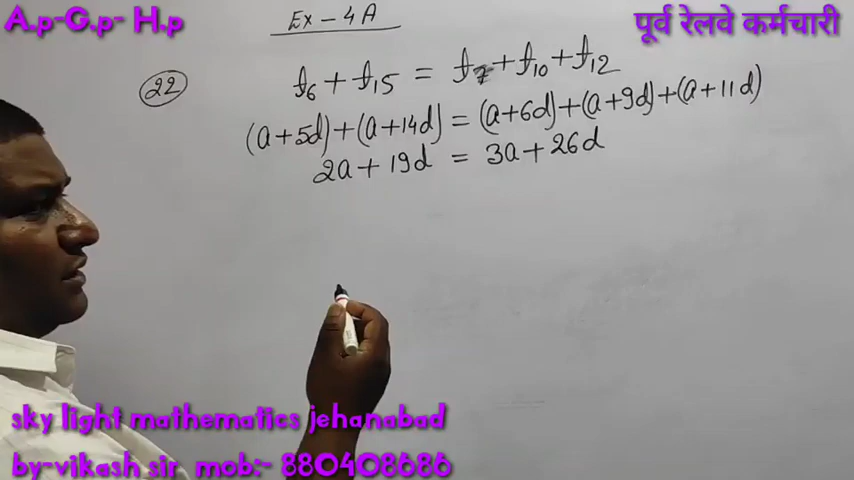 A.p-G.p- H.p
Ex - 4A
पूर्व रेलवे कर्मचारी
22
t₆ + t₁₅ = t₇ + t₁₀ + t₁₂
(a+5d)+(a+14d) = (a+6d)+(a+9d)+(a+11d)
2a + 19d = 3a + 26d
sky light mathematics jehanabad
by-vikash sir mob:- 880408686